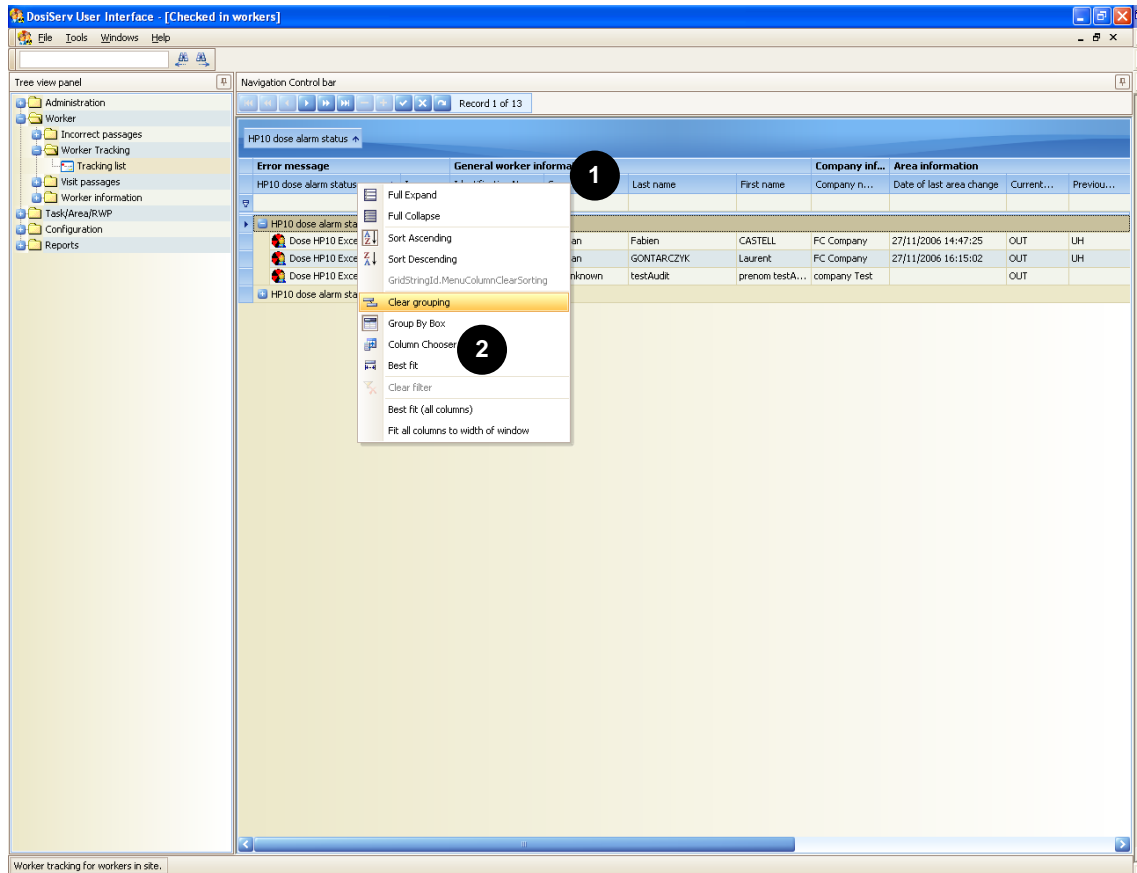 DosiServ User Interface - [Checked in workers]
File Tools Windows Help
Tree view panel
Administration
Worker
Incorrect passages
Worker Tracking
Tracking list
Visit passages
Worker information
Task/Area/RWP
Configuration
Reports
Navigation Control bar
Record 1 of 13
HP10 dose alarm status
Error message General worker informa Company inf... Area information
HP10 dose alarm status Last name First name Company n... Date of last area change Current... Previou...
1
HP10 dose alarm sta
Dose HP10 Exce an Fabien CASTELL FC Company 27/11/2006 14:47:25 OUT UH
Dose HP10 Exce an GONTARCZYK Laurent FC Company 27/11/2006 16:15:02 OUT UH
Dose HP10 Exce nknown testAudit prenom testA... company Test OUT
HP10 dose alarm sta
Full Expand
Full Collapse
Sort Ascending
Sort Descending
GridStringId.MenuColumnClearSorting
Clear grouping
Group By Box
Column Chooser
2
Best fit
Clear filter
Best fit (all columns)
Fit all columns to width of window
Worker tracking for workers in site.